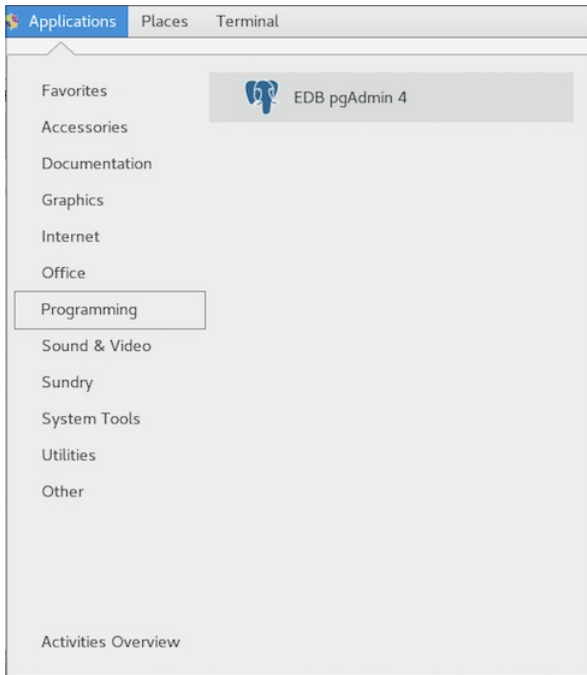 Applications Places Terminal
Favorites
EDB pgAdmin 4
Accessories
Documentation
Graphics
Internet
Office
Programming
Sound & Video
Sundry
System Tools
Utilities
Other
Activities Overview